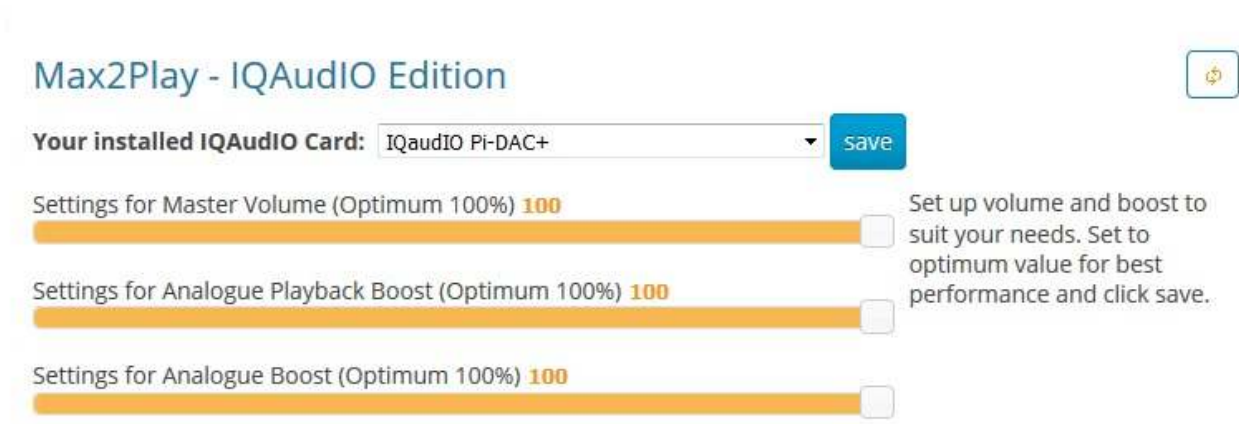 Max2Play - IQAudIO Edition
Your installed IQAudIO Card: IQaudIO Pi-DAC+ save
Settings for Master Volume (Optimum 100%) 100
Set up volume and boost to
suit your needs. Set to
optimum value for best
performance and click save.
Settings for Analogue Playback Boost (Optimum 100%) 100
Settings for Analogue Boost (Optimum 100%) 100